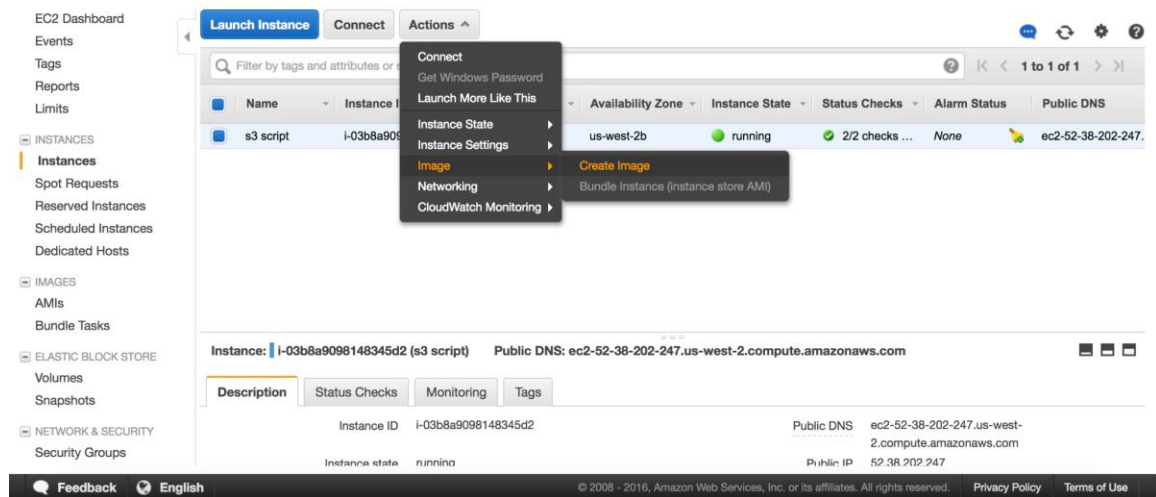 EC2 Dashboard
Events
Tags
Reports
Limits
INSTANCES
Instances
Spot Requests
Reserved Instances
Scheduled Instances
Dedicated Hosts
IMAGES
AMIs
Bundle Tasks
ELASTIC BLOCK STORE
Volumes
Snapshots
NETWORK & SECURITY
Security Groups
Launch Instance Connect Actions
Filter by tags and attributes or 1 to 1 of 1
Name Instance Availability Zone Instance State Status Checks Alarm Status Public DNS
s3 script i-03b8a909 us-west-2b running 2/2 checks ... None ec2-52-38-202-247.
Connect
Get Windows Password
Launch More Like This
Instance State
Instance Settings
Image Create Image
Networking Bundle Instance (instance store AMI)
CloudWatch Monitoring
Instance: i-03b8a9098148345d2 (s3 script) Public DNS: ec2-52-38-202-247.us-west-2.compute.amazonaws.com
Description Status Checks Monitoring Tags
Instance ID i-03b8a9098148345d2 Public DNS ec2-52-38-202-247.us-west-
2.compute.amazonaws.com
Instance state running Public IP 52.38.202.247
Feedback English © 2008 - 2016, Amazon Web Services, Inc. or its affiliates. All rights reserved. Privacy Policy Terms of Use